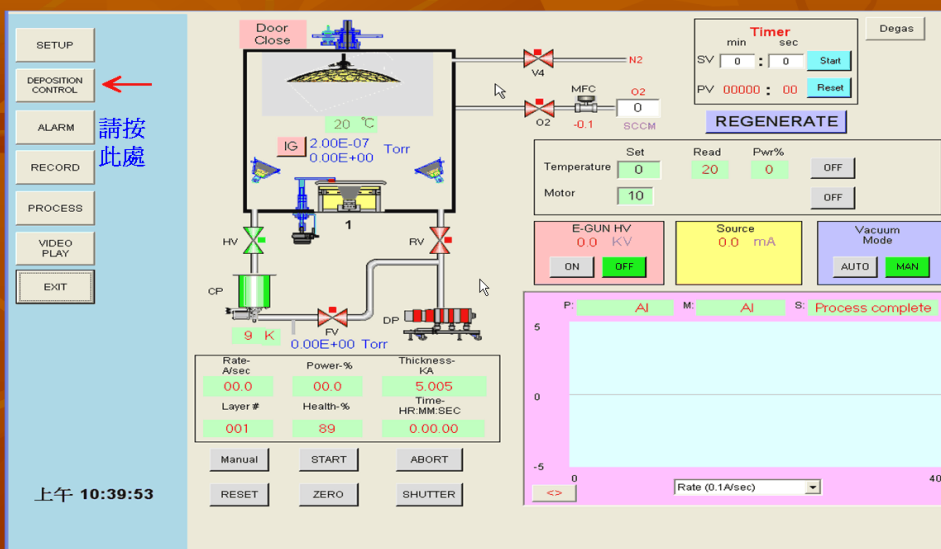 SETUP
DEPOSITION
CONTROL
ALARM
請按
此處
RECORD
PROCESS
VIDEO
PLAY
EXIT
上午 10:39:53
Door
Close
20 ℃
IG
2.00E-07
0.00E+00
Torr
1
HV
RV
CP
9 K
FV
0.00E+00 Torr
DP
V4
N2
MFC
O2
O2
0
-0.1
SCCM
Timer
min sec
SV 0 : 0 Start
PV 00000 : 00 Reset
Degas
REGENERATE
Set Read Pwr%
Temperature 0 20 0 OFF
Motor 10 OFF
E-GUN HV
0.0 KV
ON OFF
Source
0.0 mA
Vacuum
Mode
AUTO MAN
P: Al M: Al S: Process complete
5
0
-5
0 40
<>
Rate (0.1A/sec)
Rate-
A/sec
Power-%
Thickness-
KA
00.0 00.0 5.005
Layer # Health-%
Time-
HR:MM:SEC
001 89 0.00.00
Manual START ABORT
RESET ZERO SHUTTER